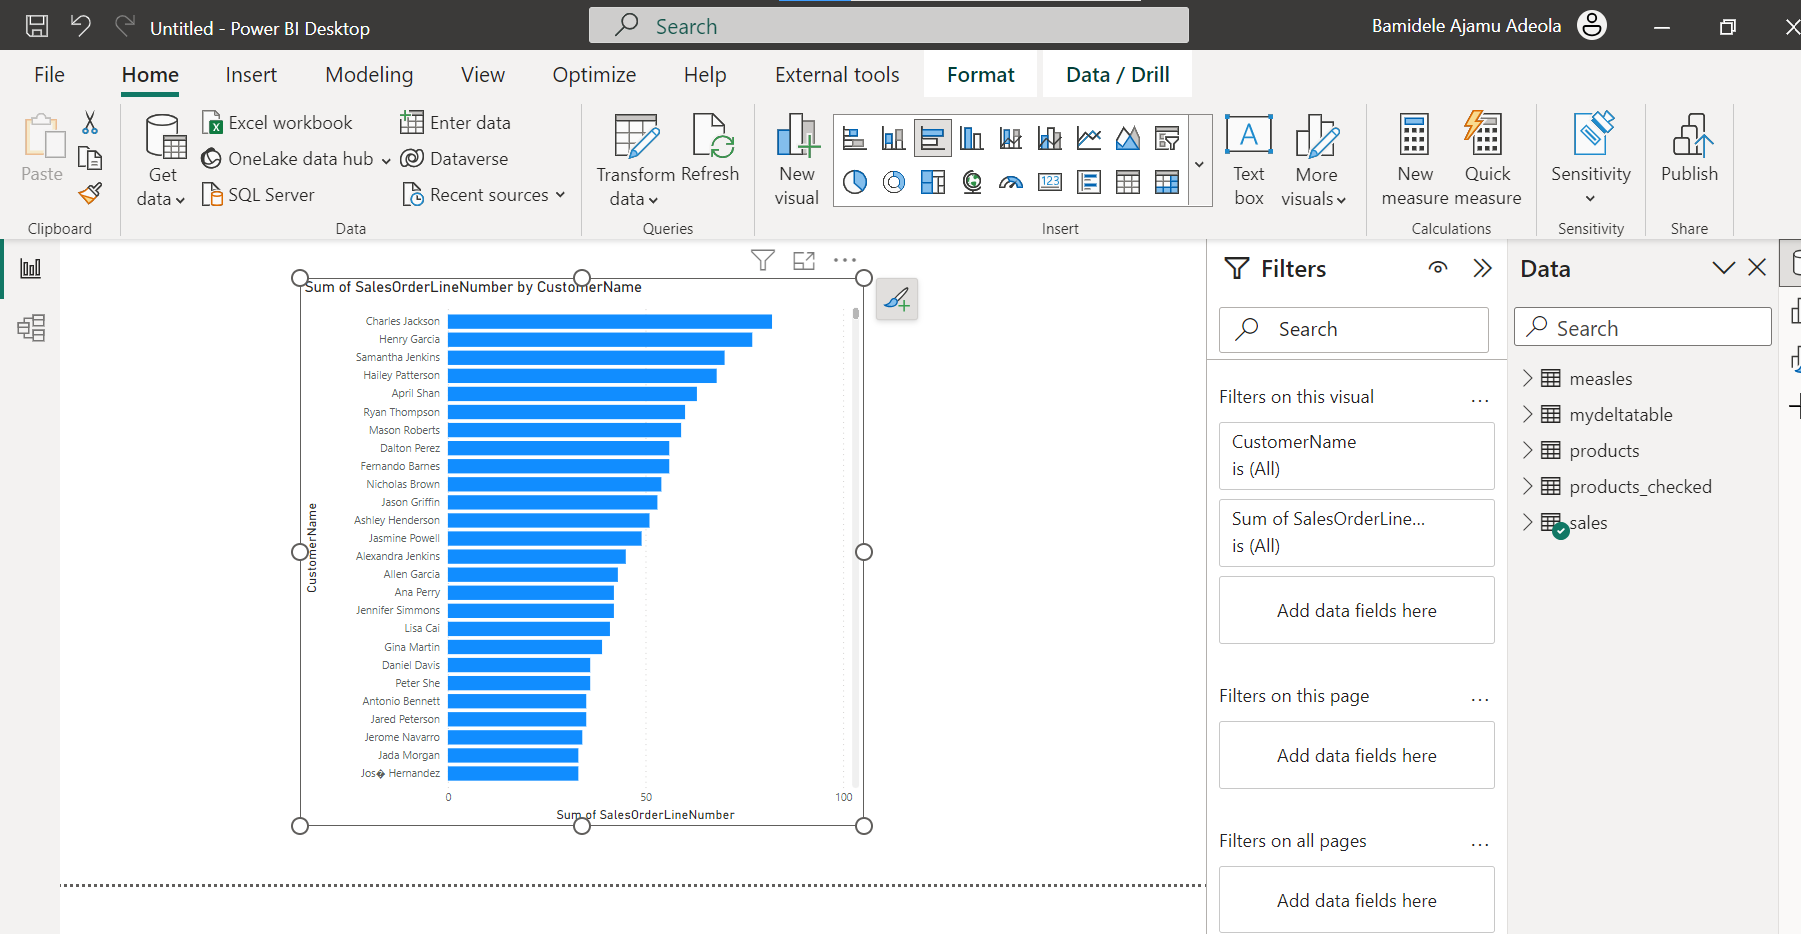 Untitled - Power BI Desktop
Search
Bamidele Ajamu Adeola
File
Home
Insert
Modeling
View
Optimize
Help
External tools
Format
Data / Drill
Paste
Clipboard
Get
data
Excel workbook
OneLake data hub
SQL Server
Enter data
Dataverse
Recent sources
Data
Transform
data
Refresh
Queries
New
visual
123
A
Text
box
More
visuals
Insert
New
measure
Quick
measure
Calculations
Sensitivity
Sensitivity
Publish
Share
Sum of SalesOrderLineNumber by CustomerName
CustomerName
Charles Jackson
Henry Garcia
Samantha Jenkins
Hailey Patterson
April Shan
Ryan Thompson
Mason Roberts
Dalton Perez
Fernando Barnes
Nicholas Brown
Jason Griffin
Ashley Henderson
Jasmine Powell
Alexandra Jenkins
Allen Garcia
Ana Perry
Jennifer Simmons
Lisa Cai
Gina Martin
Daniel Davis
Peter She
Antonio Bennett
Jared Peterson
Jerome Navarro
Jada Morgan
Jos� Hernandez
0 50 100
Sum of SalesOrderLineNumber
Filters
Search
Filters on this visual
CustomerName
is (All)
Sum of SalesOrderLine...
is (All)
Add data fields here
Filters on this page
Add data fields here
Filters on all pages
Add data fields here
Data
Search
measles
mydeltatable
products
products_checked
sales